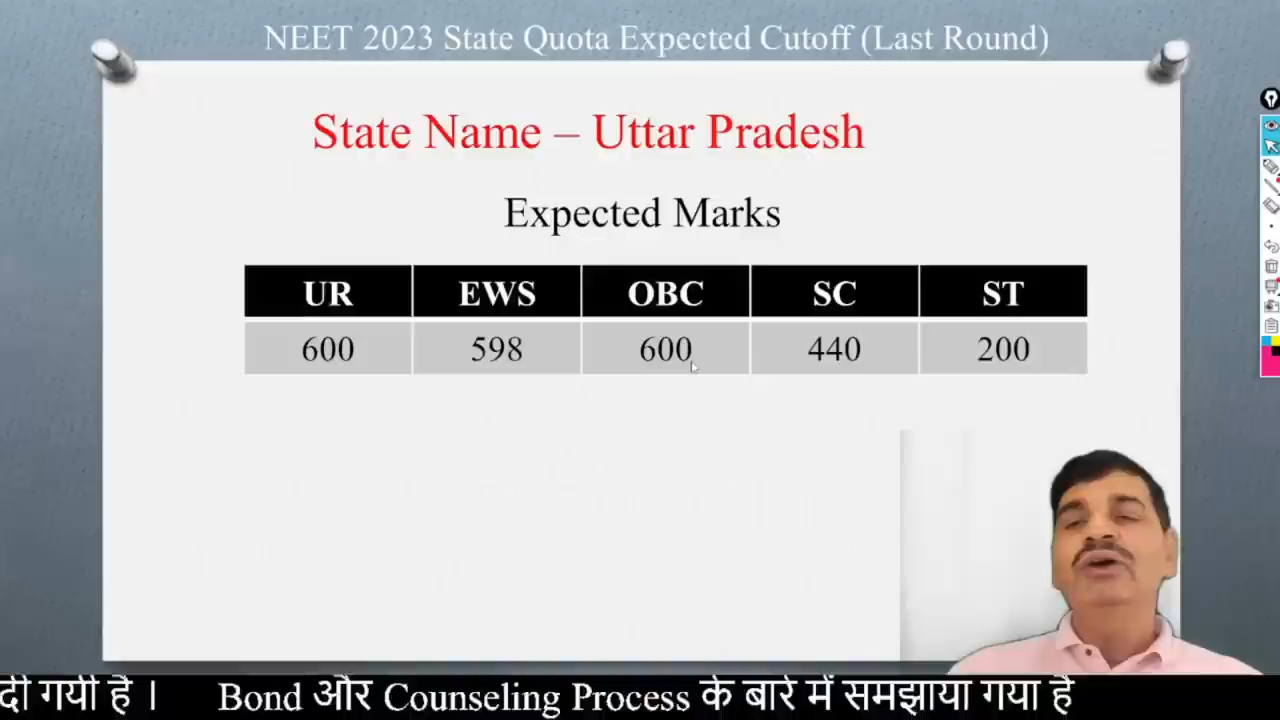 NEET 2023 State Quota Expected Cutoff (Last Round)
State Name – Uttar Pradesh
Expected Marks
UR EWS OBC SC ST
600 598 600 440 200
दी गयी है । Bond और Counseling Process के बारे में समझाया गया है